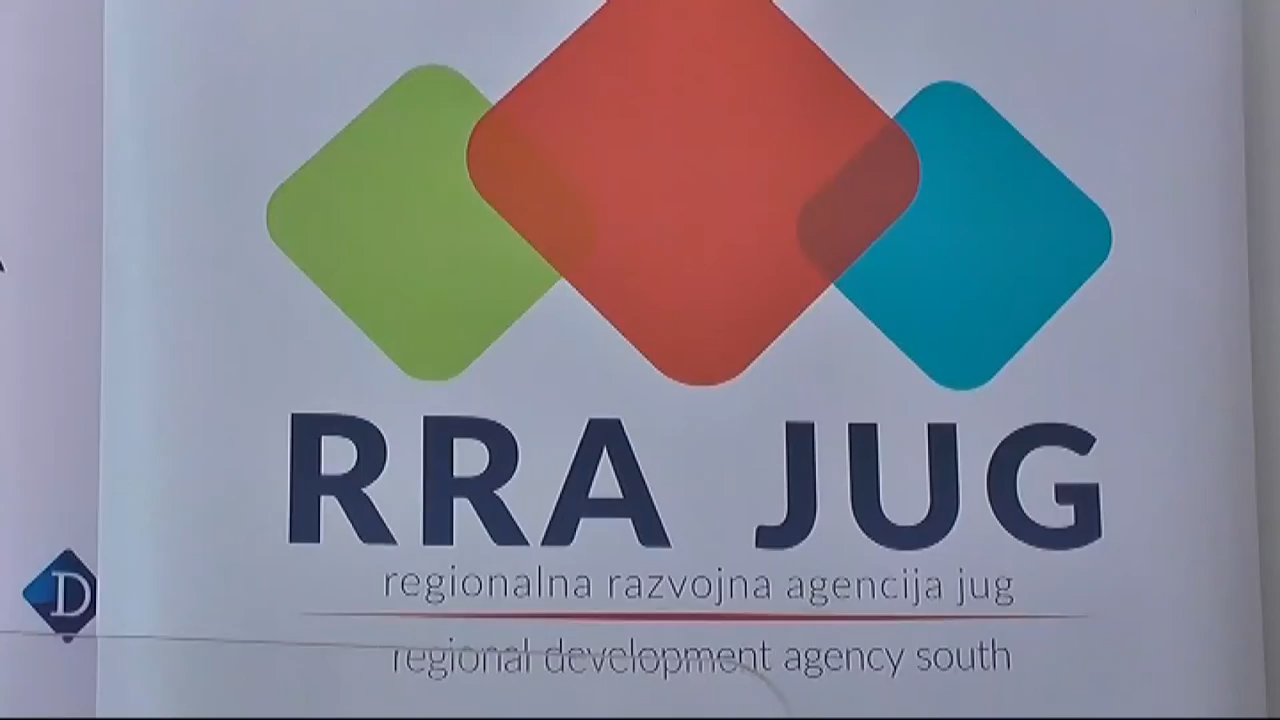 RRA JUG
regionalna razvojna agencija jug
regional development agency south
D